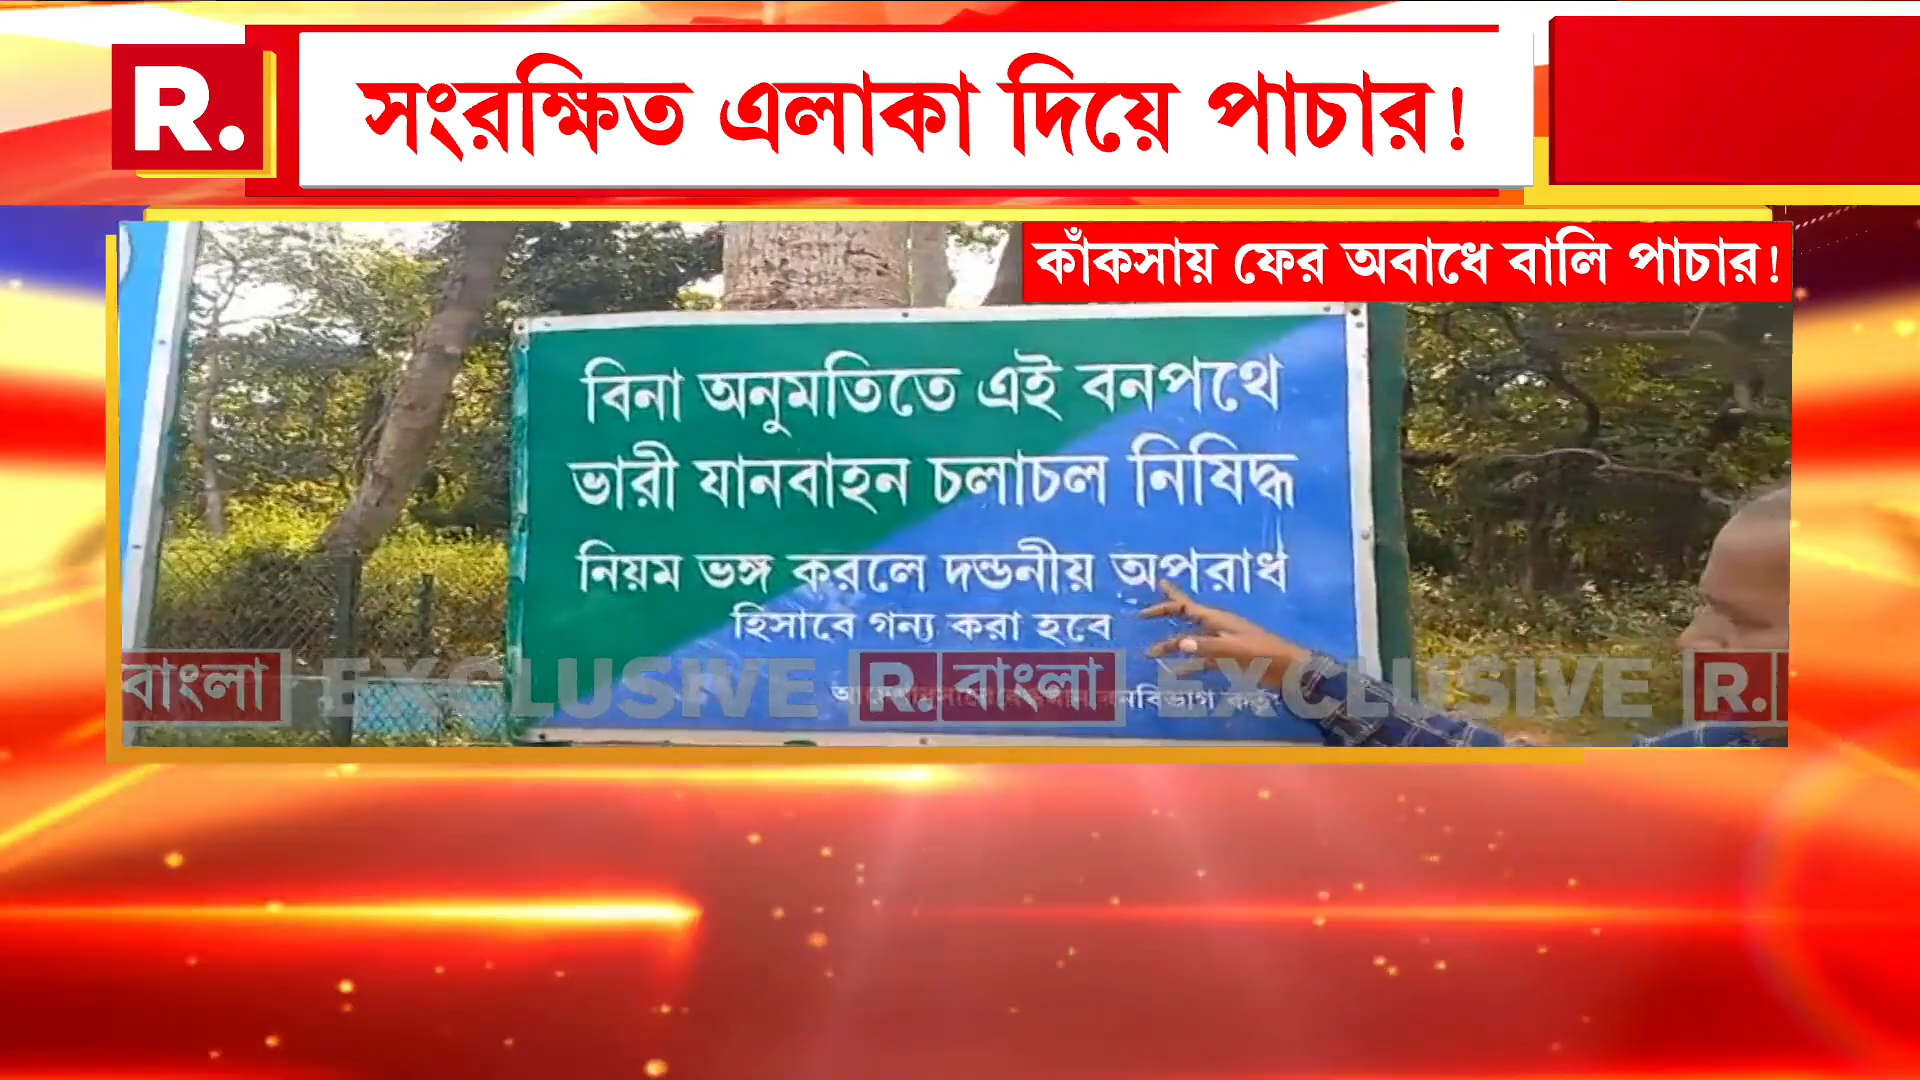 R.
সংরক্ষিত এলাকা দিয়ে পাচার!
কাঁকসায় ফের অবাধে বালি পাচার!
বিনা অনুমতিতে এই বনপথে
ভারী যানবাহন চলাচল নিষিদ্ধ
নিয়ম ভঙ্গ করলে দন্ডনীয় অপরাধ
হিসাবে গন্য করা হবে
বাংলা EXCLUSIVE R. বাংলা EXCLUSIVE R.